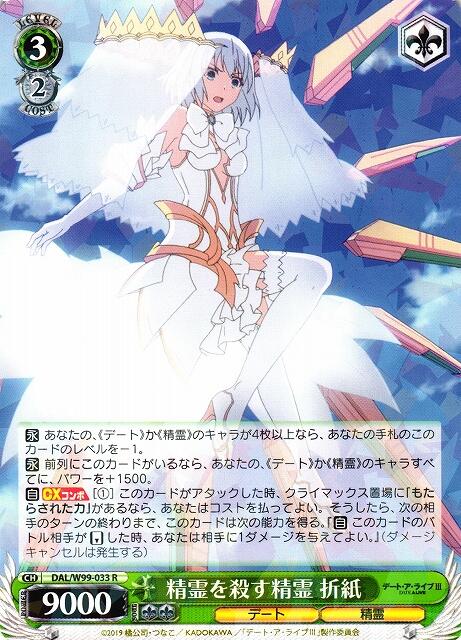 LEVEL
3
2
COST
永 あなたの、《デート》か《精霊》のキャラが4枚以上なら、あなたの手札のこの
カードのレベルを－1。
永 前列にこのカードがいるなら、あなたの、《デート》か《精霊》のキャラすべ
てに、パワーを＋1500。
自 CXコンボ [①] このカードがアタックした時、クライマックス置場に「もた
らされた力」があるなら、あなたはコストを払ってよい。そうしたら、次の相
手のターンの終わりまで、このカードは次の能力を得る。『自 このカードのバ
トル相手が した時、あなたは相手に1ダメージを与えてよい。』（ダメージ
キャンセルは発生する）
CH DAL/W99-033 R
精霊を殺す精霊 折紙
デート・ア・ライブⅢ
DATE A LIVE
9000
デート
精霊
©2019 橘公司・つなこ／KADOKAWA／「デート・ア・ライブⅢ」製作委員会